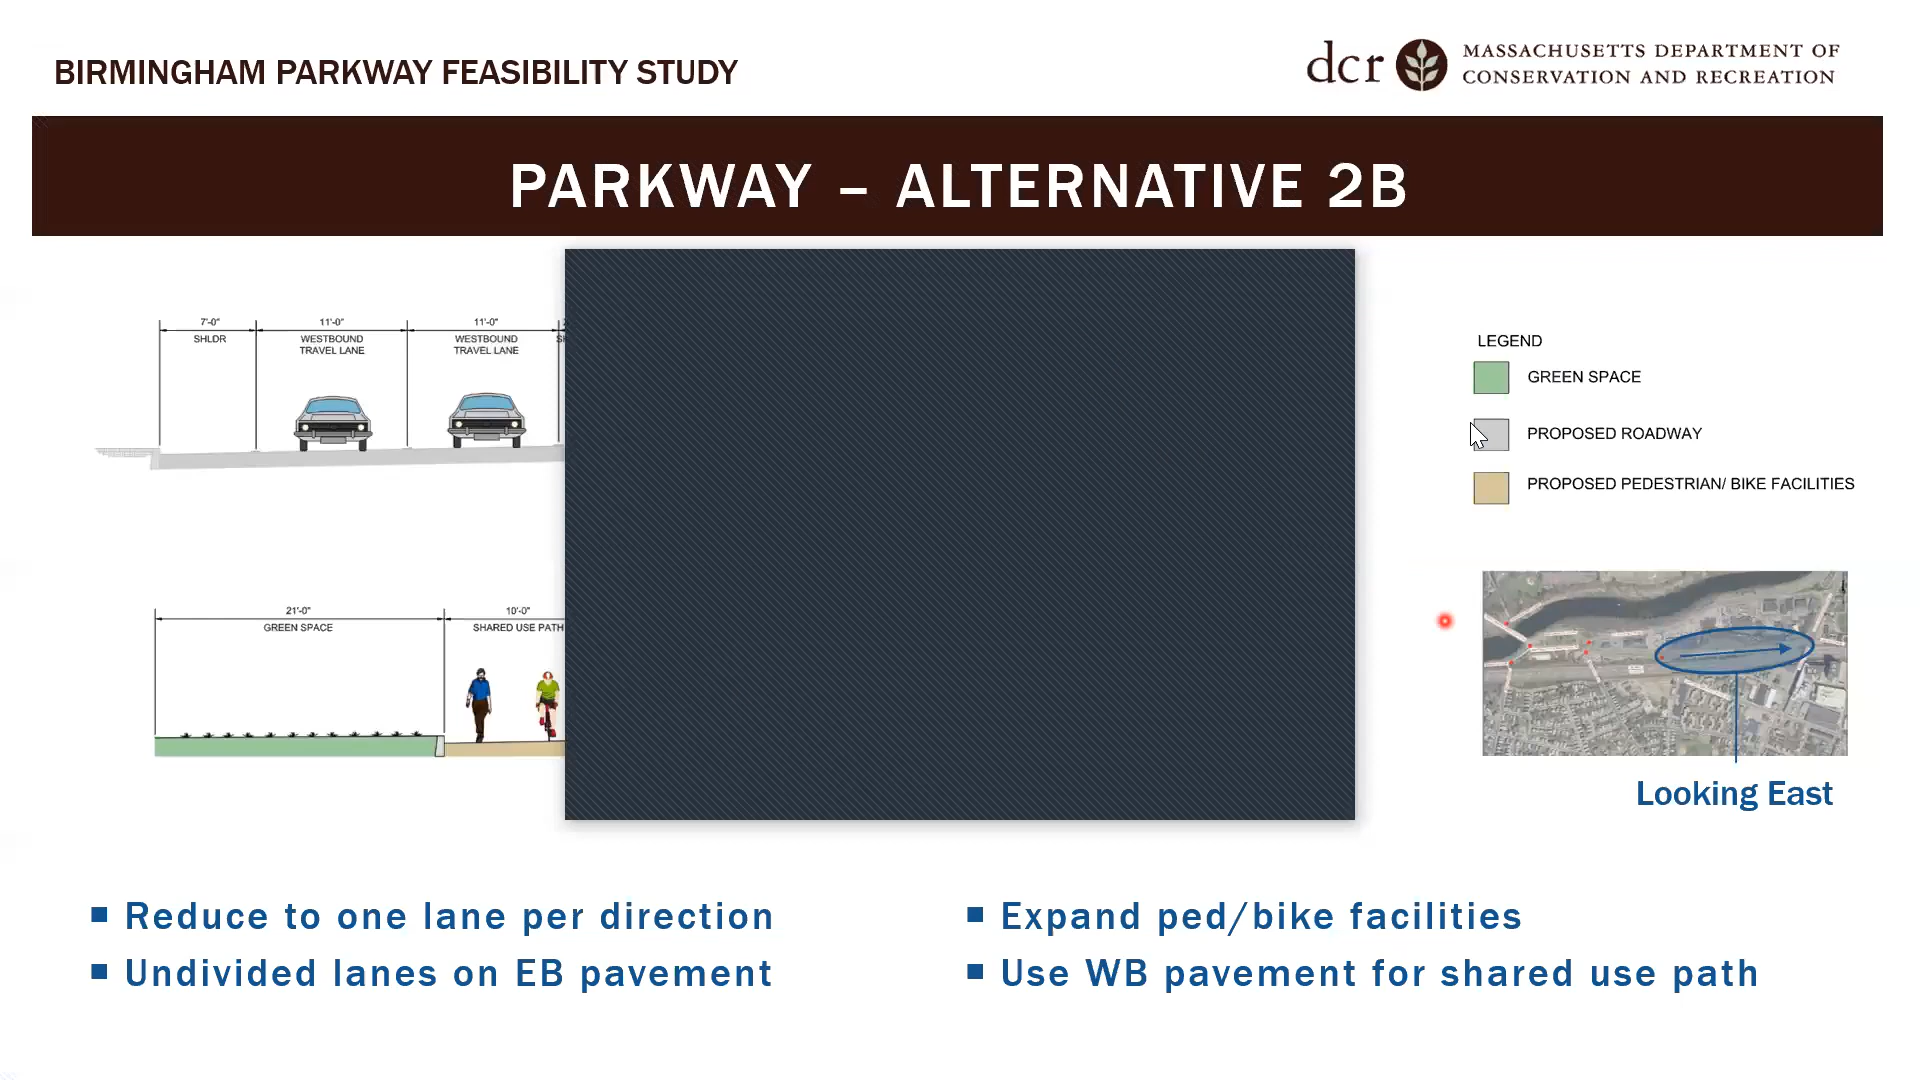 BIRMINGHAM PARKWAY FEASIBILITY STUDY
dcr
MASSACHUSETTS DEPARTMENT OF
CONSERVATION AND RECREATION
PARKWAY – ALTERNATIVE 2B
7'-0" 11'-0" 11'-0"
SHLDR WESTBOUND WESTBOUND
TRAVEL LANE TRAVEL LANE
LEGEND
GREEN SPACE
PROPOSED ROADWAY
PROPOSED PEDESTRIAN/ BIKE FACILITIES
21'-0" 10'-0"
GREEN SPACE SHARED USE PATH
Looking East
Reduce to one lane per direction
Undivided lanes on EB pavement
Expand ped/bike facilities
Use WB pavement for shared use path